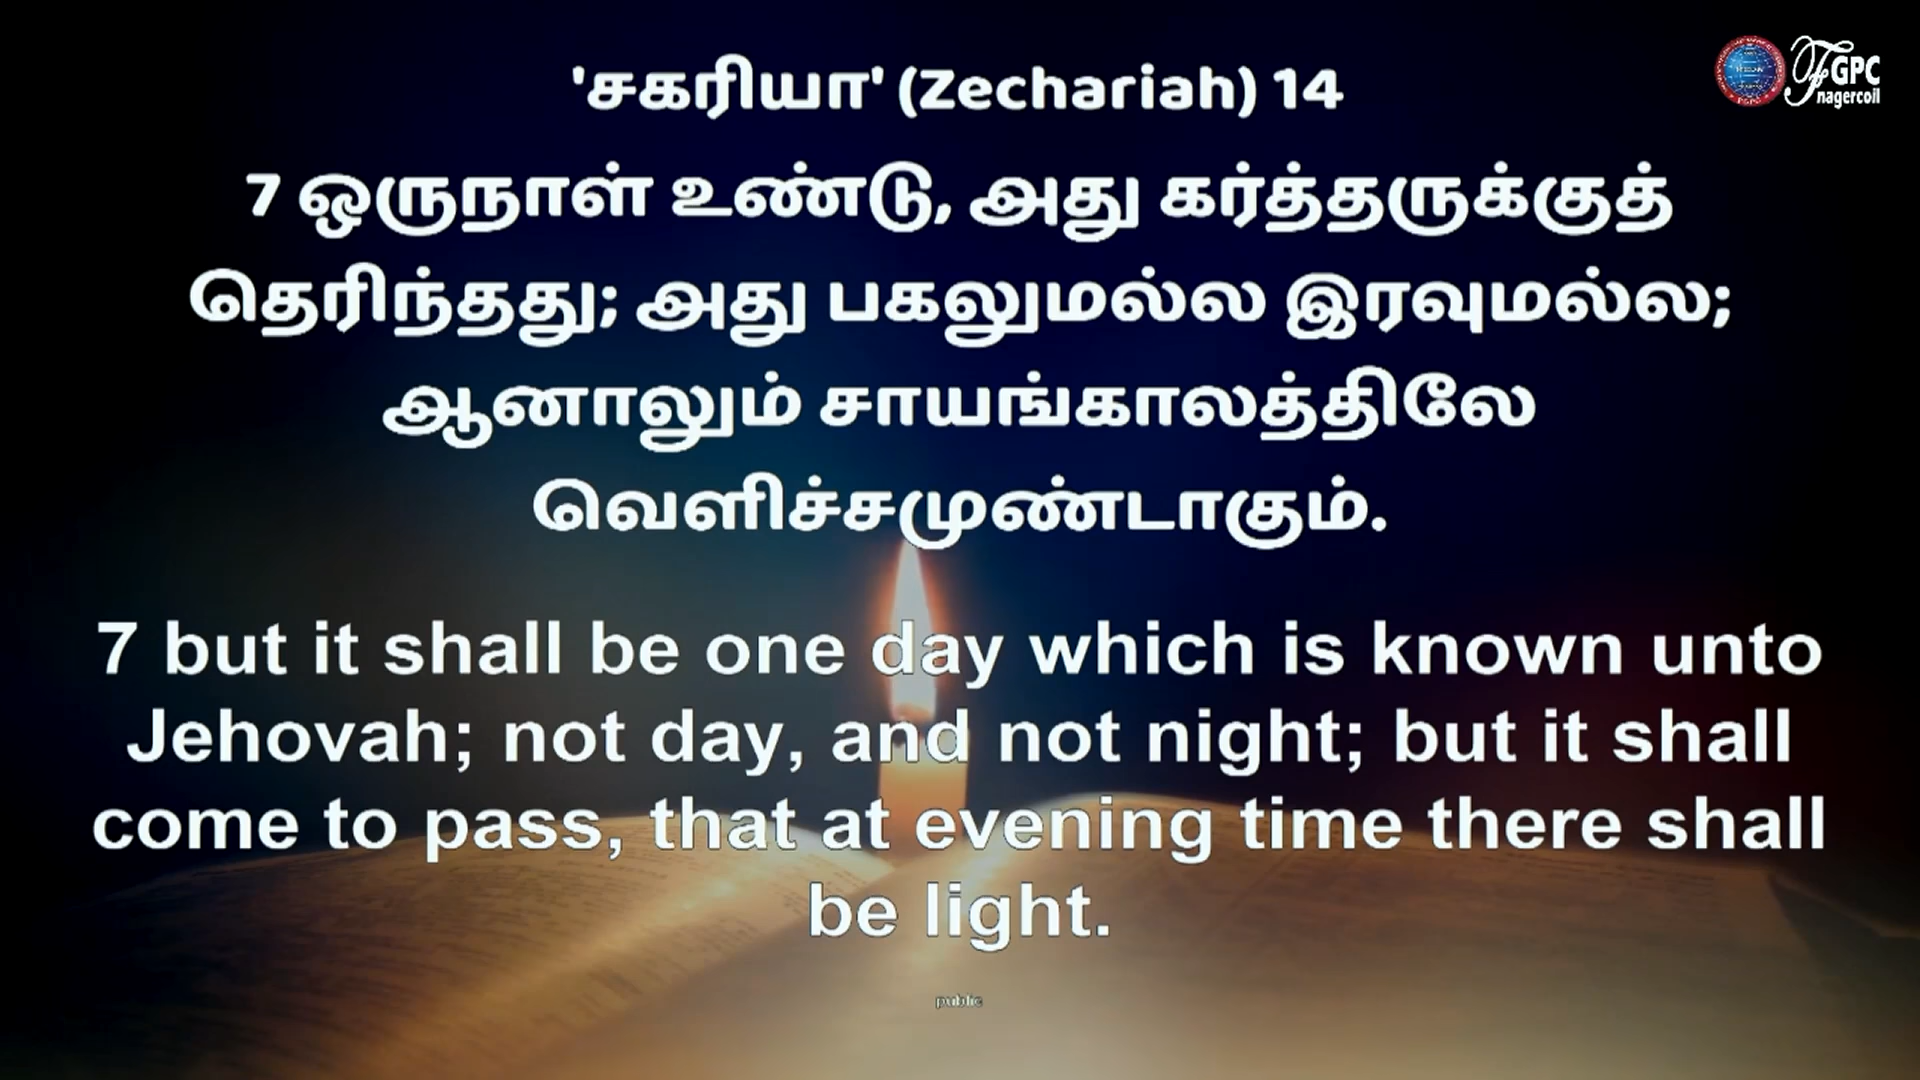 'சகரியா' (Zechariah) 14
7 ஒருநாள் உண்டு, அது கர்த்தருக்குத்
தெரிந்தது; அது பகலுமல்ல இரவுமல்ல;
ஆனாலும் சாயங்காலத்திலே
வெளிச்சமுண்டாகும்.
7 but it shall be one day which is known unto
Jehovah; not day, and not night; but it shall
come to pass, that at evening time there shall
be light.
public
FGPC
nagercoil